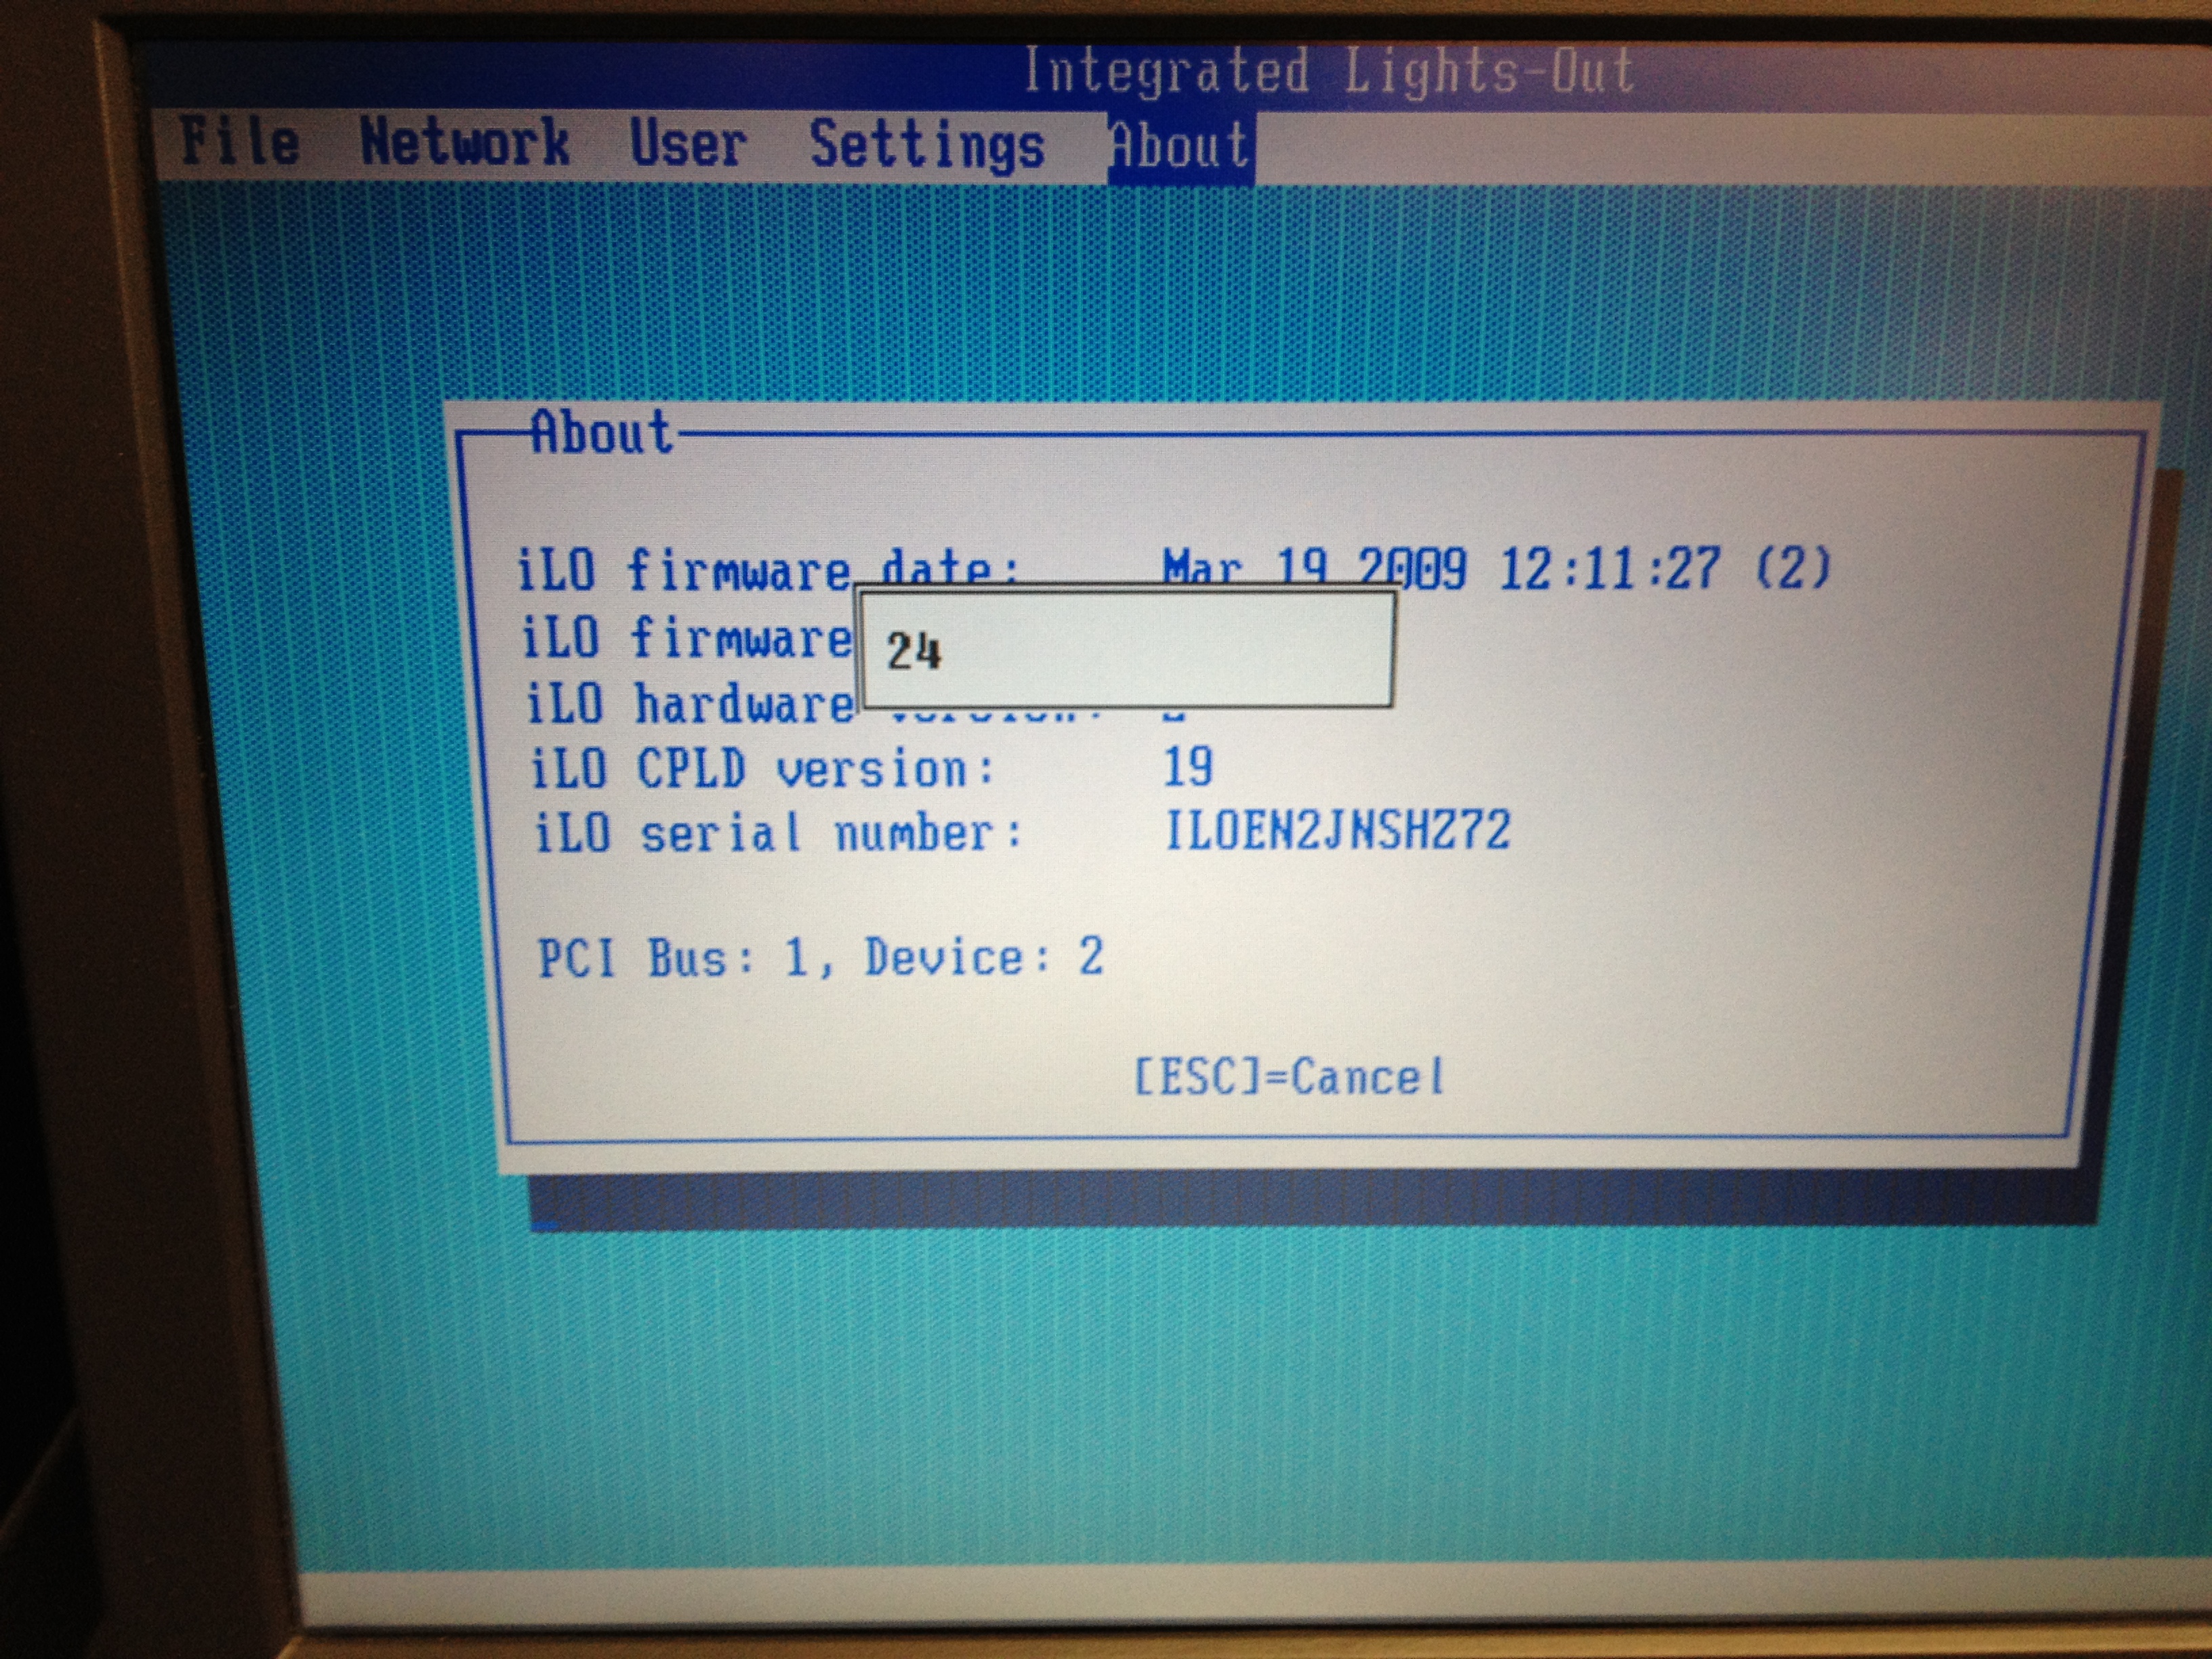 Integrated Lights-Out
File Network User Settings About
About
iLO firmware date: Mar 19 2009 12:11:27 (2)
iLO firmware
24
iLO hardware
iLO CPLD version: 19
iLO serial number: ILOEN2JNSHZ72
PCI Bus: 1, Device: 2
[ESC]=Cancel